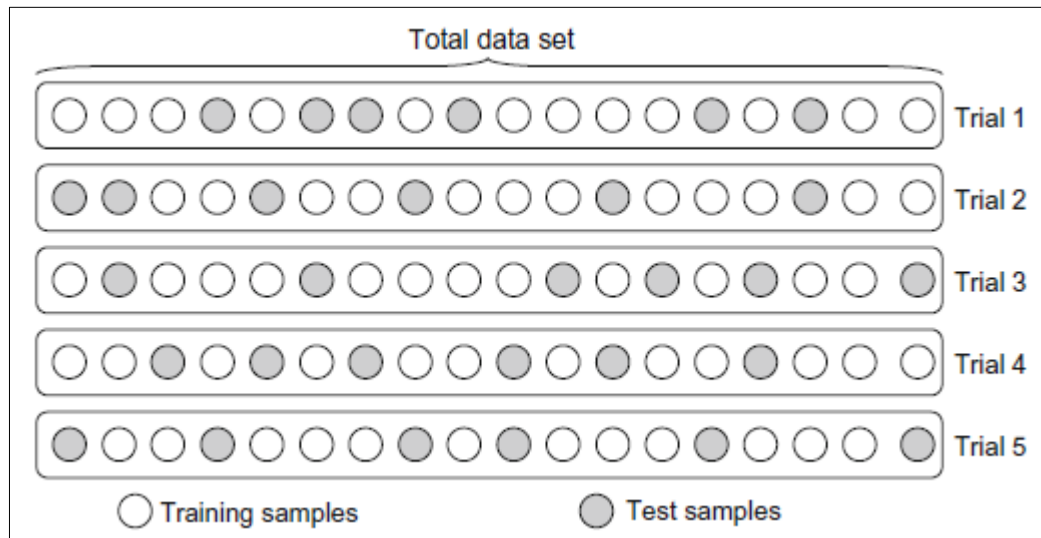 Total data set
Trial 1
Trial 2
Trial 3
Trial 4
Trial 5
Training samples
Test samples